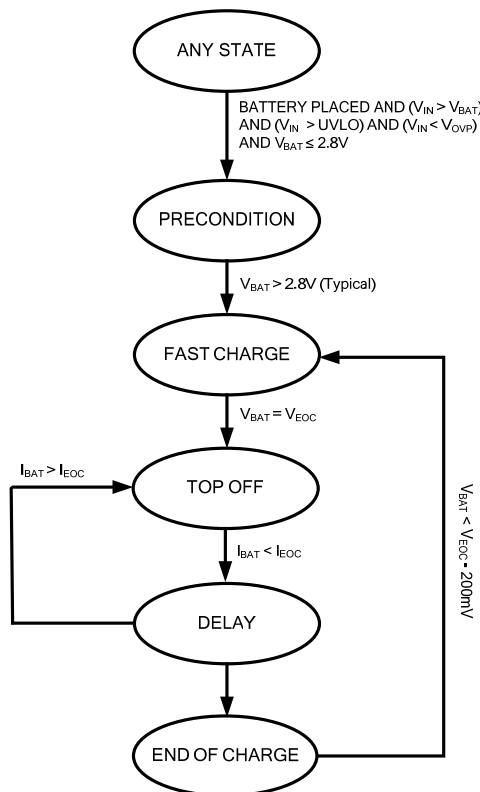 ANY STATE
BATTERY PLACED AND (VIN > VBAT)
AND (VIN > UVLO) AND (VIN < VOVP)
AND VBAT ≤ 2.8V
PRECONDITION
VBAT > 2.8V (Typical)
FAST CHARGE
VBAT = VEOC
IBAT > IEOC
TOP OFF
IBAT < IEOC
VBAT < VEOC - 200mV
DELAY
END OF CHARGE